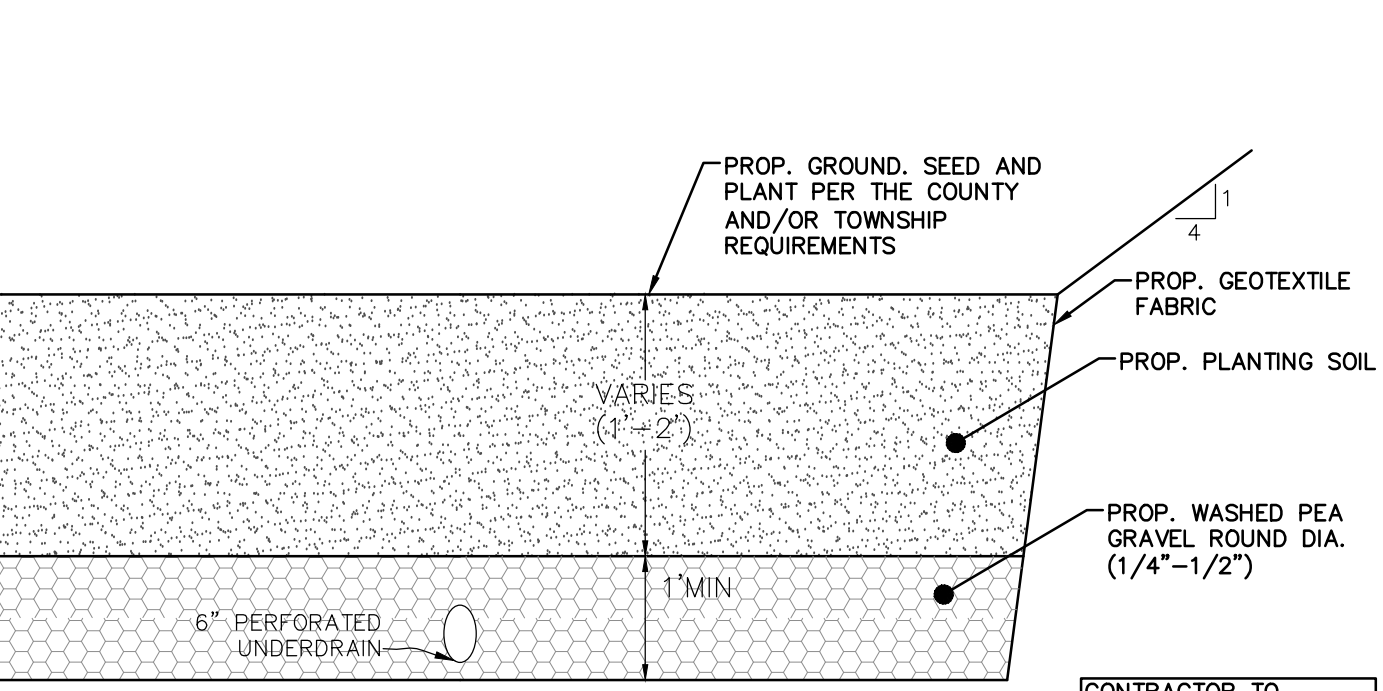 PROP. GROUND. SEED AND
PLANT PER THE COUNTY
AND/OR TOWNSHIP
REQUIREMENTS
1
4
PROP. GEOTEXTILE
FABRIC
PROP. PLANTING SOIL
VARIES
(1'-2')
PROP. WASHED PEA
GRAVEL ROUND DIA.
(1/4"-1/2")
1'MIN
6" PERFORATED
UNDERDRAIN
CONTRACTOR TO